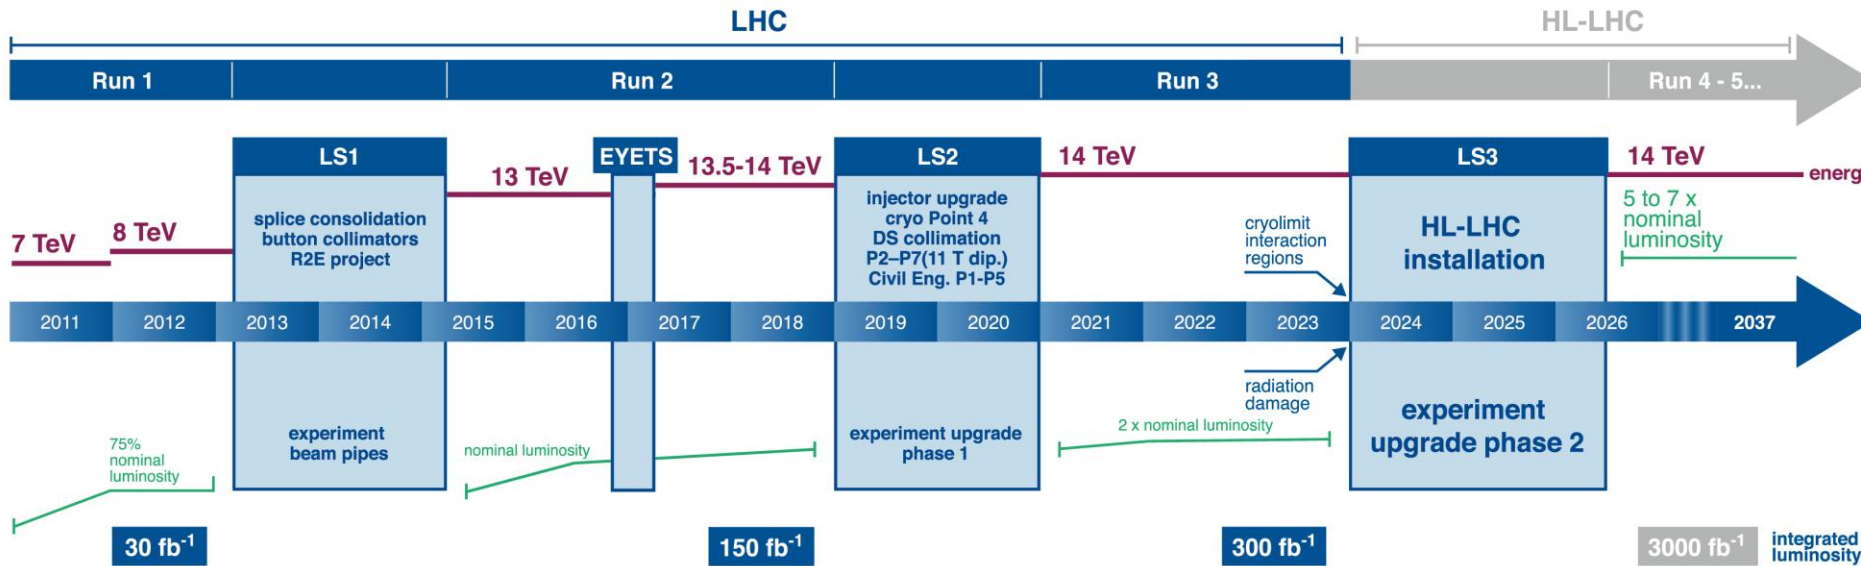 LHC
HL-LHC
Run 1
Run 2
Run 3
Run 4 - 5...
LS1
EYETS
LS2
LS3
7 TeV
8 TeV
13 TeV
13.5-14 TeV
14 TeV
14 TeV
energ
splice consolidation
button collimators
R2E project
injector upgrade
cryo Point 4
DS collimation
P2–P7(11 T dip.)
Civil Eng. P1-P5
cryolimit
interaction
regions
HL-LHC
installation
5 to 7 x
nominal
luminosity
2011
2012
2013
2014
2015
2016
2017
2018
2019
2020
2021
2022
2023
2024
2025
2026
2037
75%
nominal
luminosity
experiment
beam pipes
nominal luminosity
experiment upgrade
phase 1
2 x nominal luminosity
radiation
damage
experiment
upgrade phase 2
30 fb⁻¹
150 fb⁻¹
300 fb⁻¹
3000 fb⁻¹
integrated
luminosity